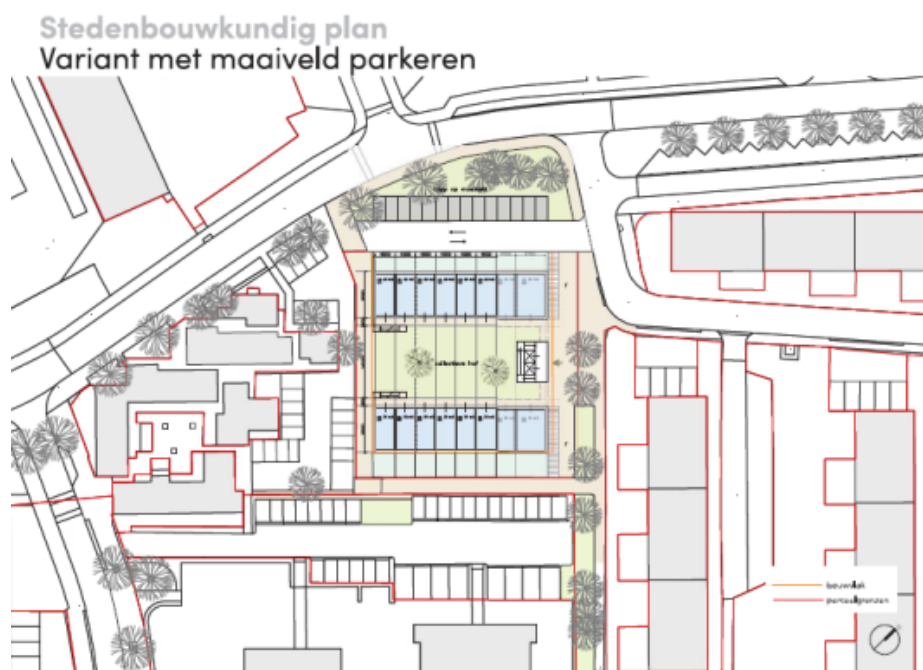 Stedenbouwkundig plan
Variant met maaiveld parkeren
collectieve hof
bouwvlak
perceelgrenzen